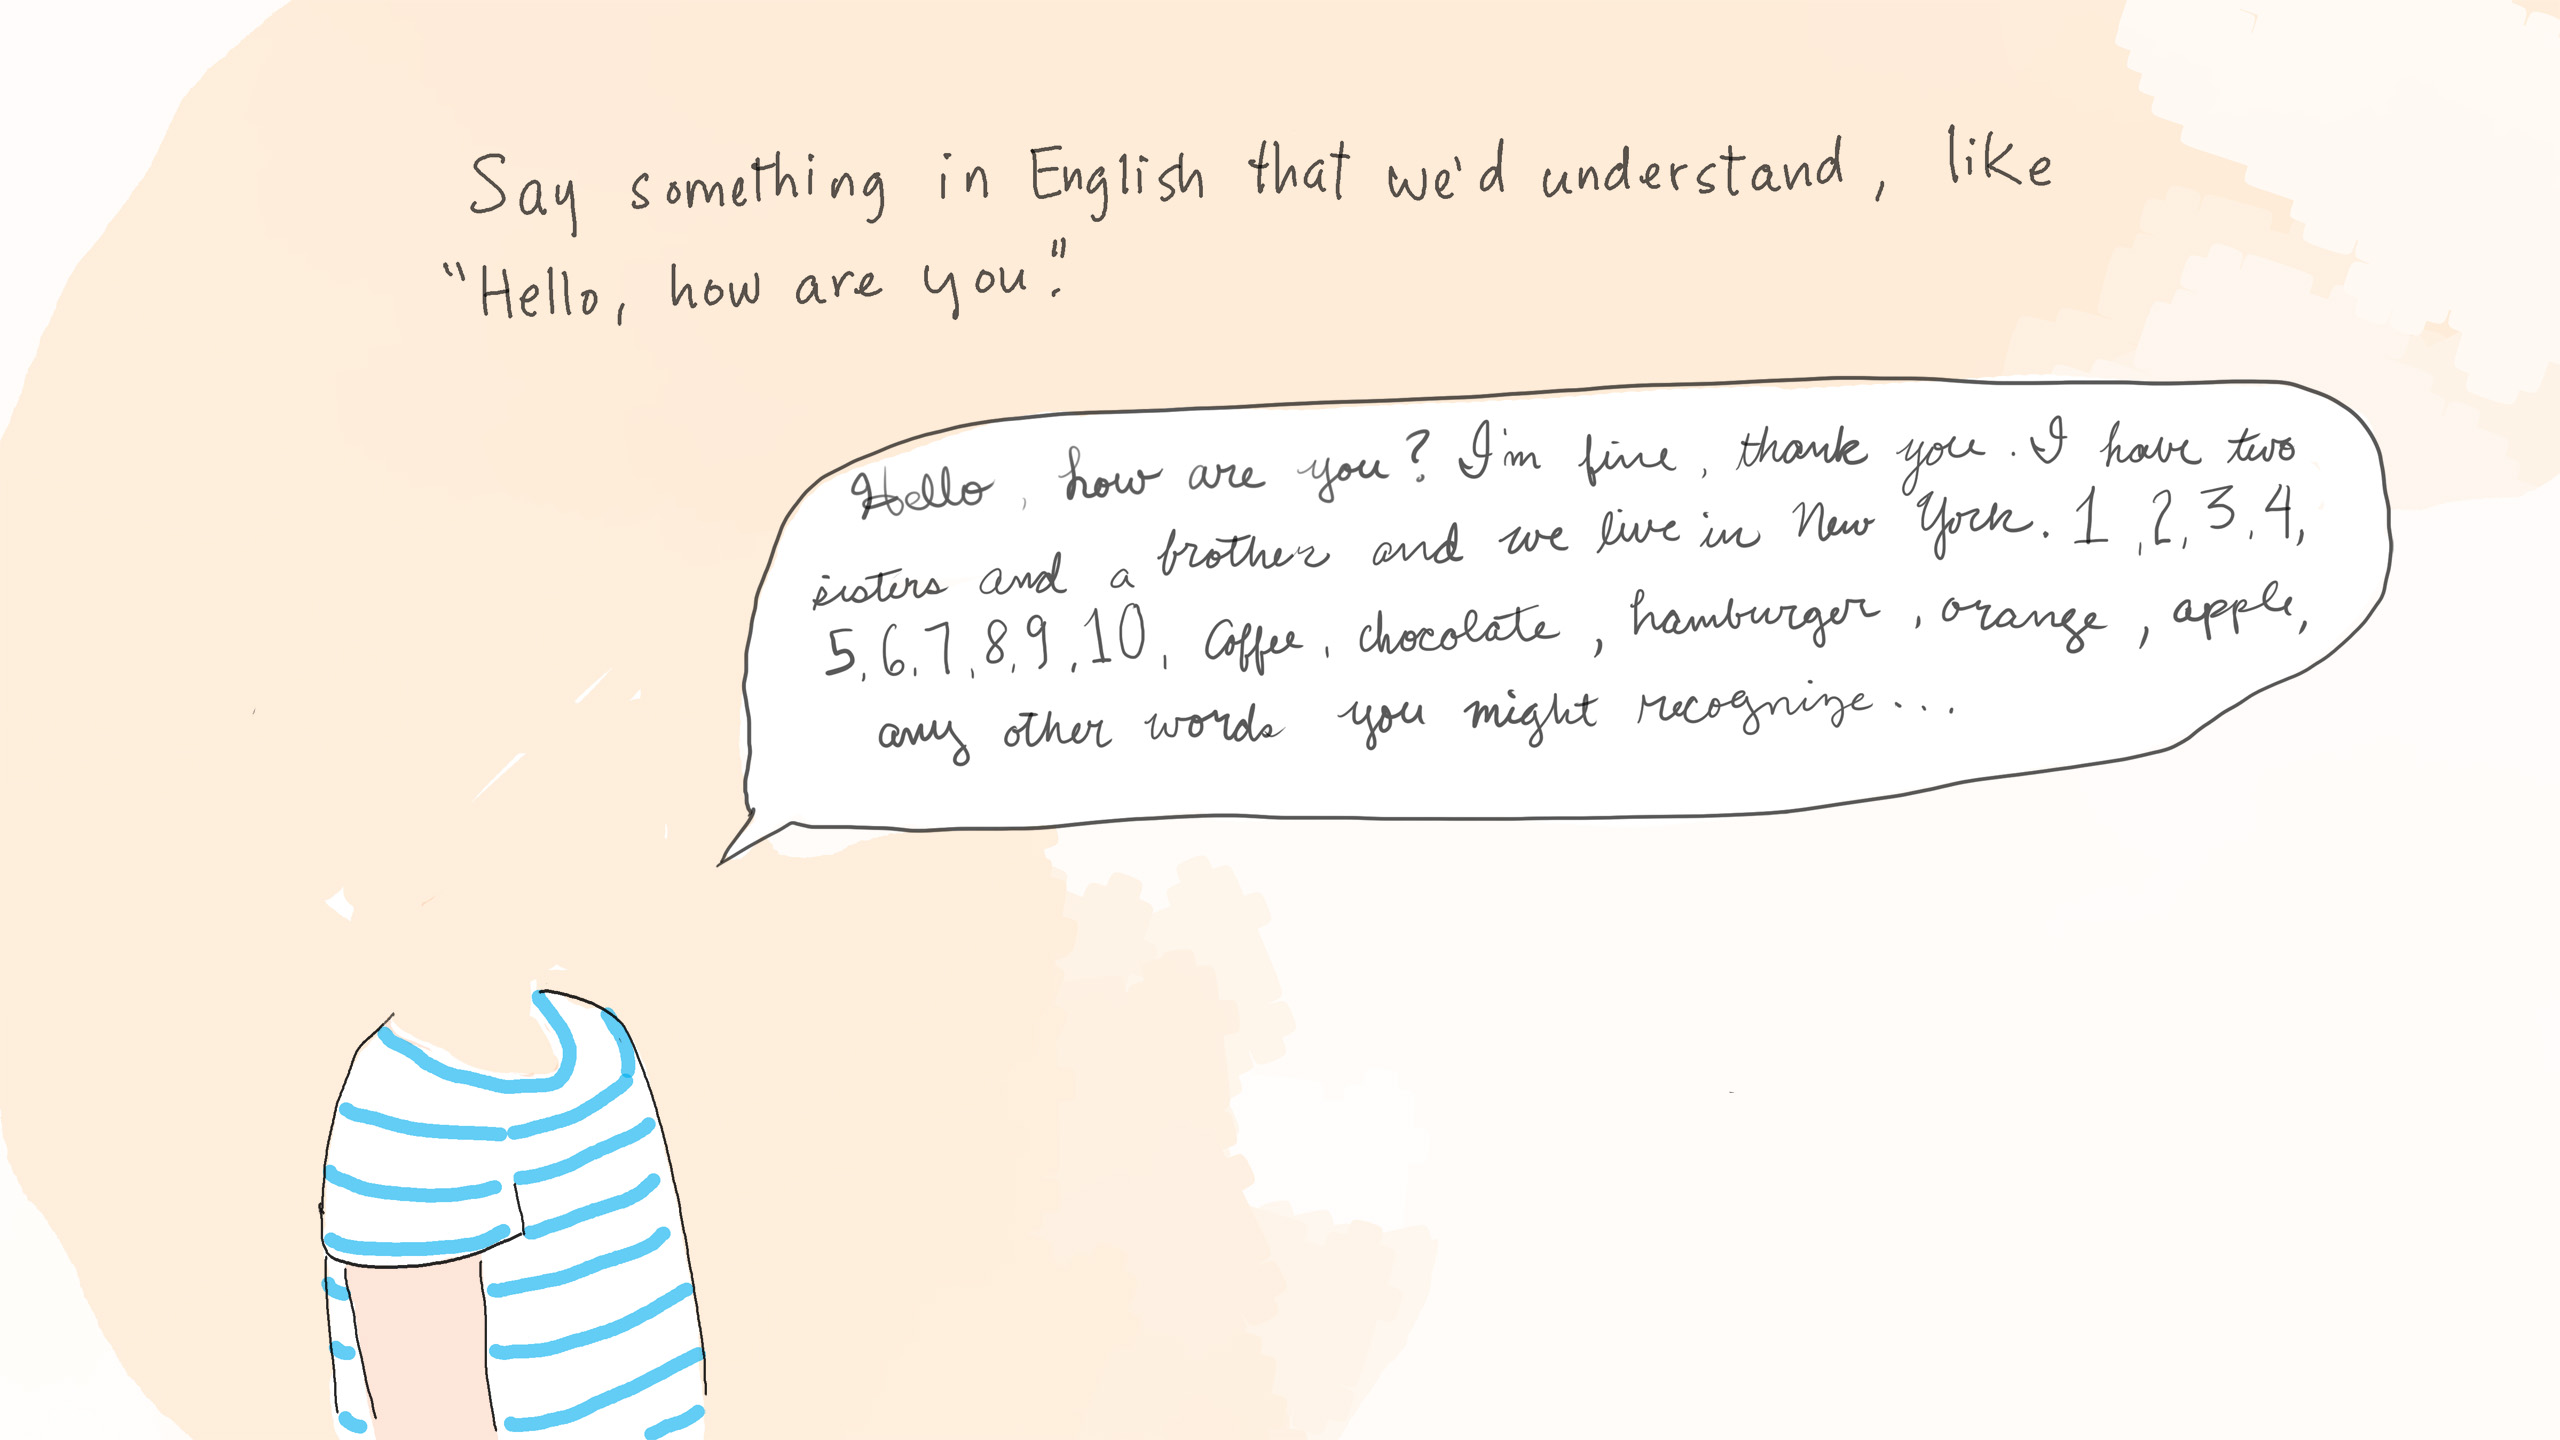 Say something in English that we'd understand, like
"Hello, how are you."
Hello, how are you? I'm fine, thank you. I have two
sisters and a brother and we live in New York. 1, 2, 3, 4,
5, 6, 7, 8, 9, 10, Coffee, chocolate, hamburger, orange, apple,
any other words you might recognize...